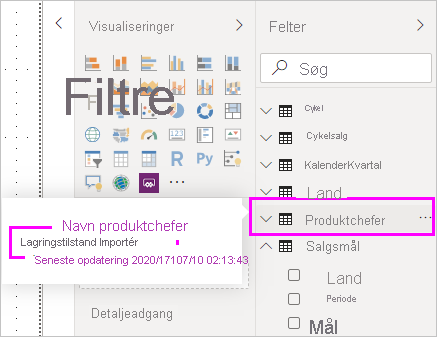 Visualiseringer
Filtre
R Py
Navn produktchefer
Lagringstilstand Importér
Seneste opdatering 2020/17107/10 02:13:43
Detaljeadgang
Felter
Søg
Cykel
Cykelsalg
KalenderKvartal
Land
Produktchefer
Salgsmål
Land
Periode
Mål